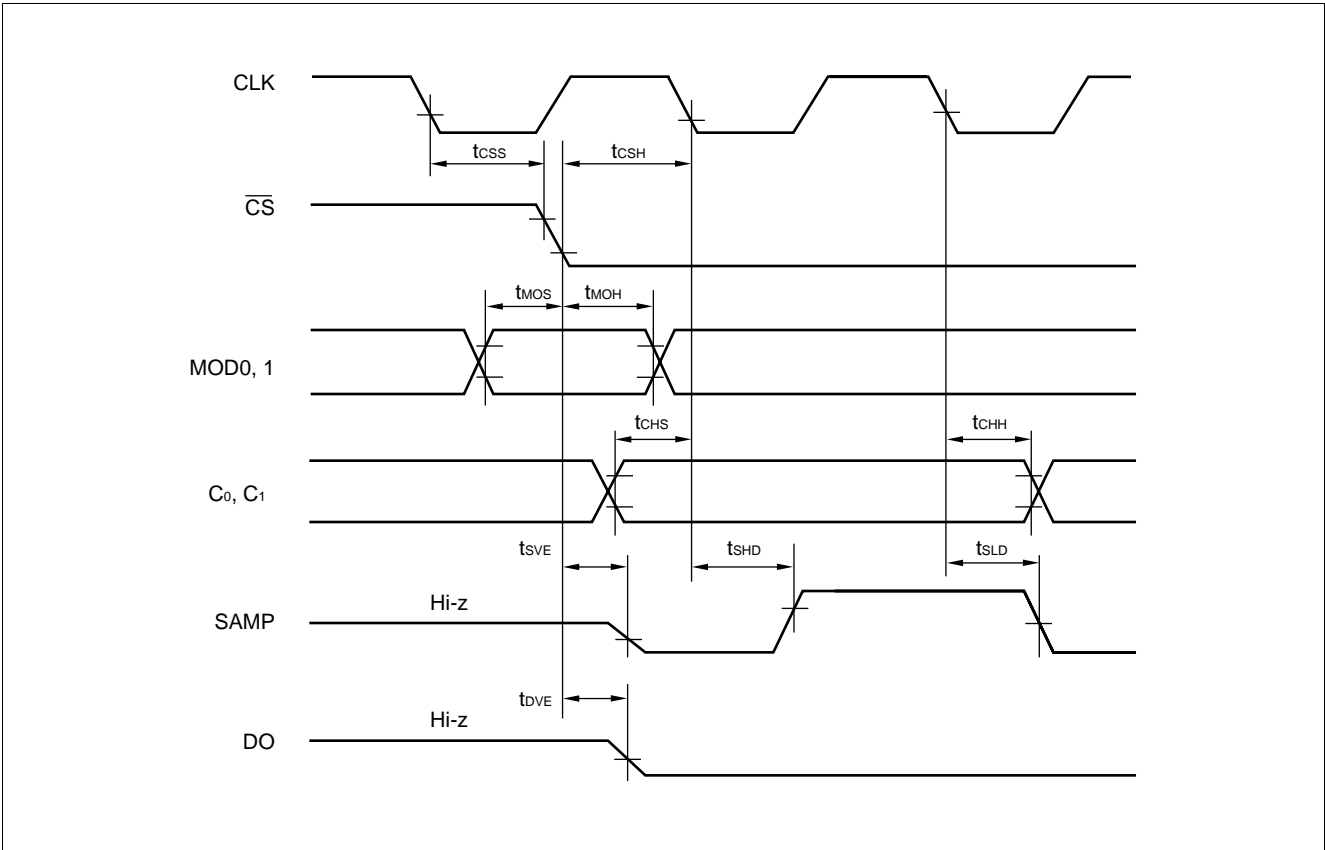 CLK
tCSS
tCSH
CS
tMOS
tMOH
MOD0, 1
tCHS
tCHH
C0, C1
tSVE
tSHD
tSLD
Hi-z
SAMP
tDVE
Hi-z
DO